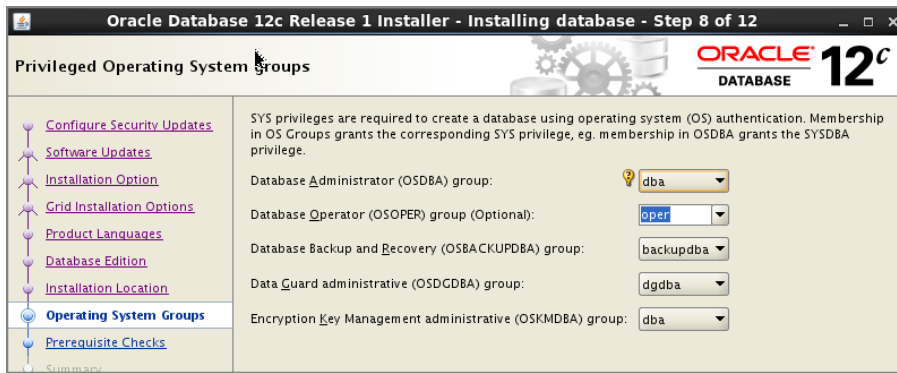 Oracle Database 12c Release 1 Installer - Installing database - Step 8 of 12
Privileged Operating System groups
ORACLE
DATABASE
12c
Configure Security Updates
Software Updates
Installation Option
Grid Installation Options
Product Languages
Database Edition
Installation Location
Operating System Groups
Prerequisite Checks
Summary
SYS privileges are required to create a database using operating system (OS) authentication. Membership
in OS Groups grants the corresponding SYS privilege, eg. membership in OSDBA grants the SYSDBA
privilege.
Database Administrator (OSDBA) group: dba
Database Operator (OSOPER) group (Optional): oper
Database Backup and Recovery (OSBACKUPDBA) group: backupdba
Data Guard administrative (OSDGDBA) group: dgdba
Encryption Key Management administrative (OSKMDBA) group: dba